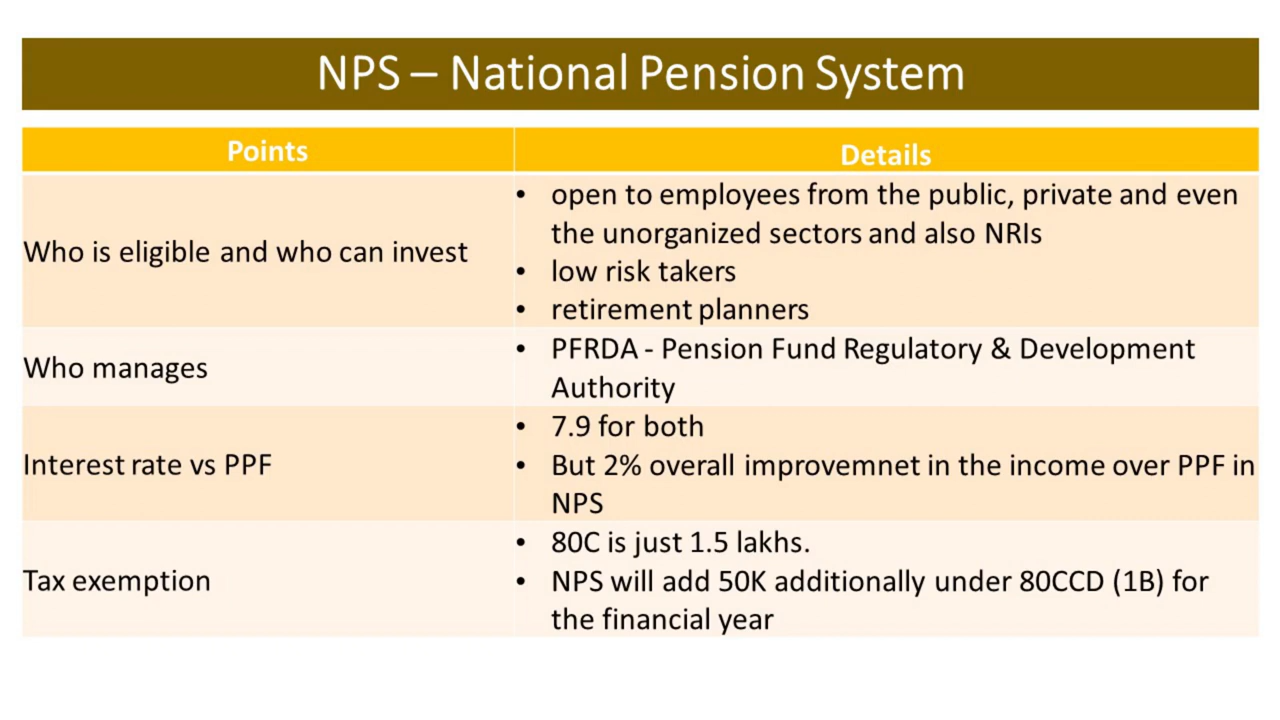 NPS – National Pension System
Points
Details
Who is eligible and who can invest
• open to employees from the public, private and even
the unorganized sectors and also NRIs
• low risk takers
• retirement planners
Who manages
• PFRDA - Pension Fund Regulatory & Development
Authority
Interest rate vs PPF
• 7.9 for both
• But 2% overall improvemnet in the income over PPF in
NPS
Tax exemption
• 80C is just 1.5 lakhs.
• NPS will add 50K additionally under 80CCD (1B) for
the financial year